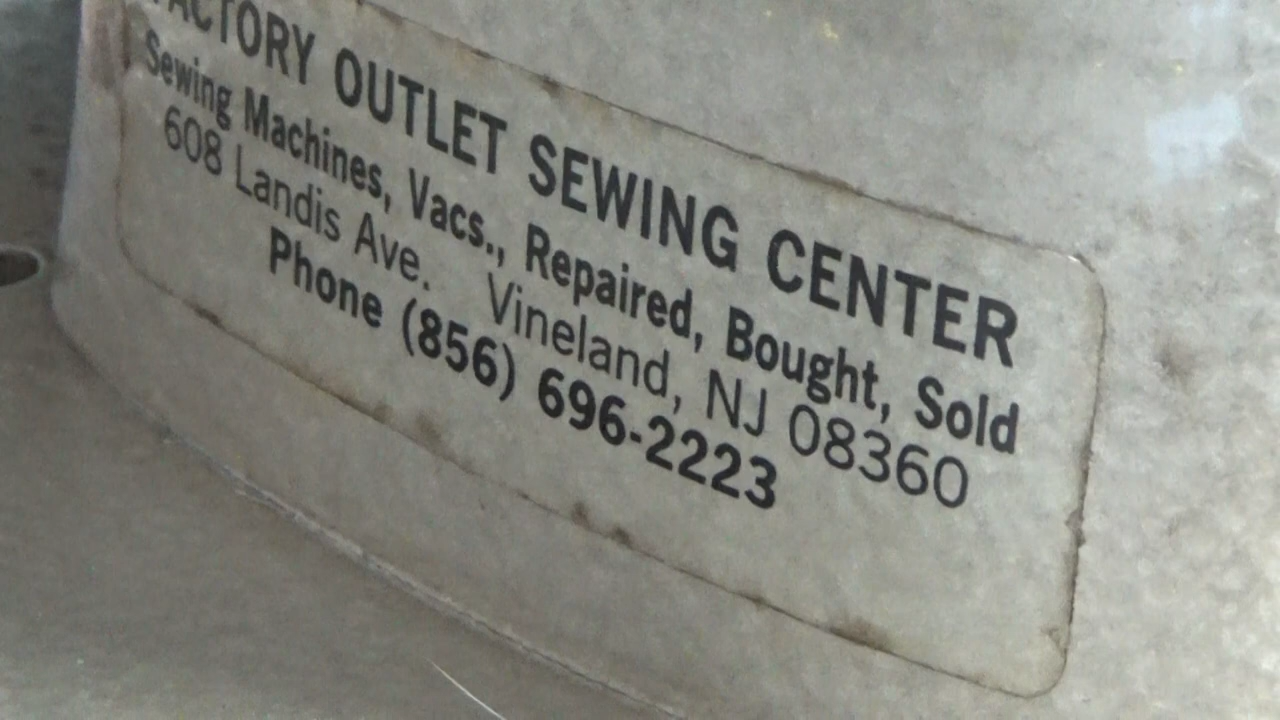 FACTORY OUTLET SEWING CENTER
Sewing Machines, Vacs., Repaired, Bought, Sold
608 Landis Ave. Vineland, NJ 08360
Phone (856) 696-2223